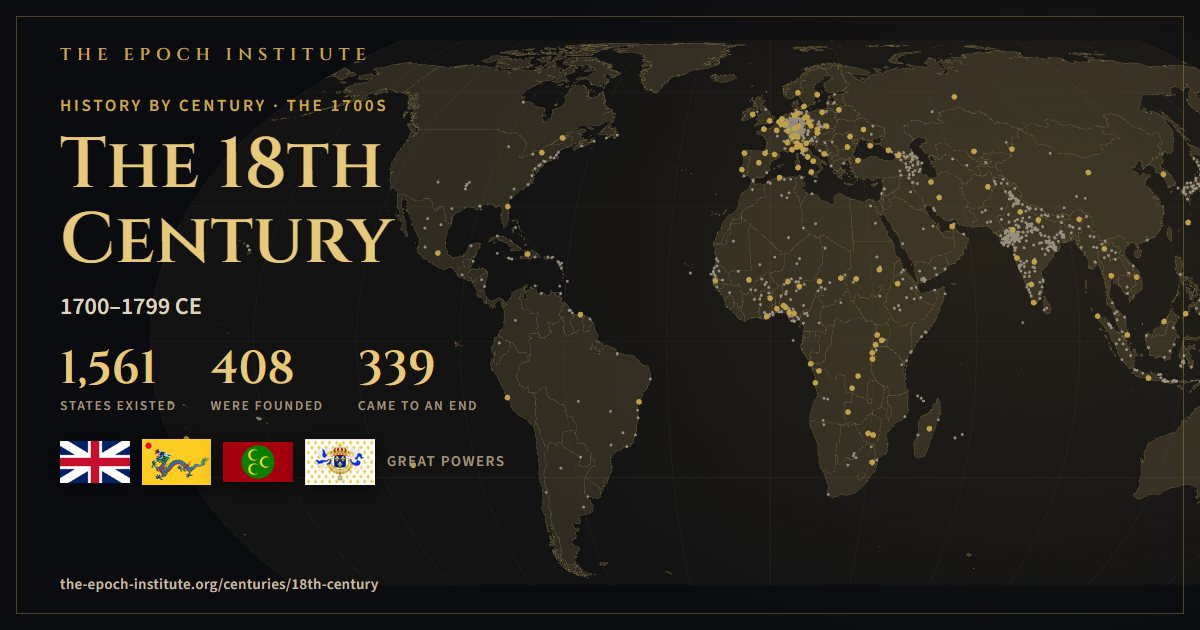 THE EPOCH INSTITUTE
HISTORY BY CENTURY · THE 1700S
THE 18TH
CENTURY
1700–1799 CE
1,561 408 339
STATES EXISTED WERE FOUNDED CAME TO AN END
GREAT POWERS
the-epoch-institute.org/centuries/18th-century